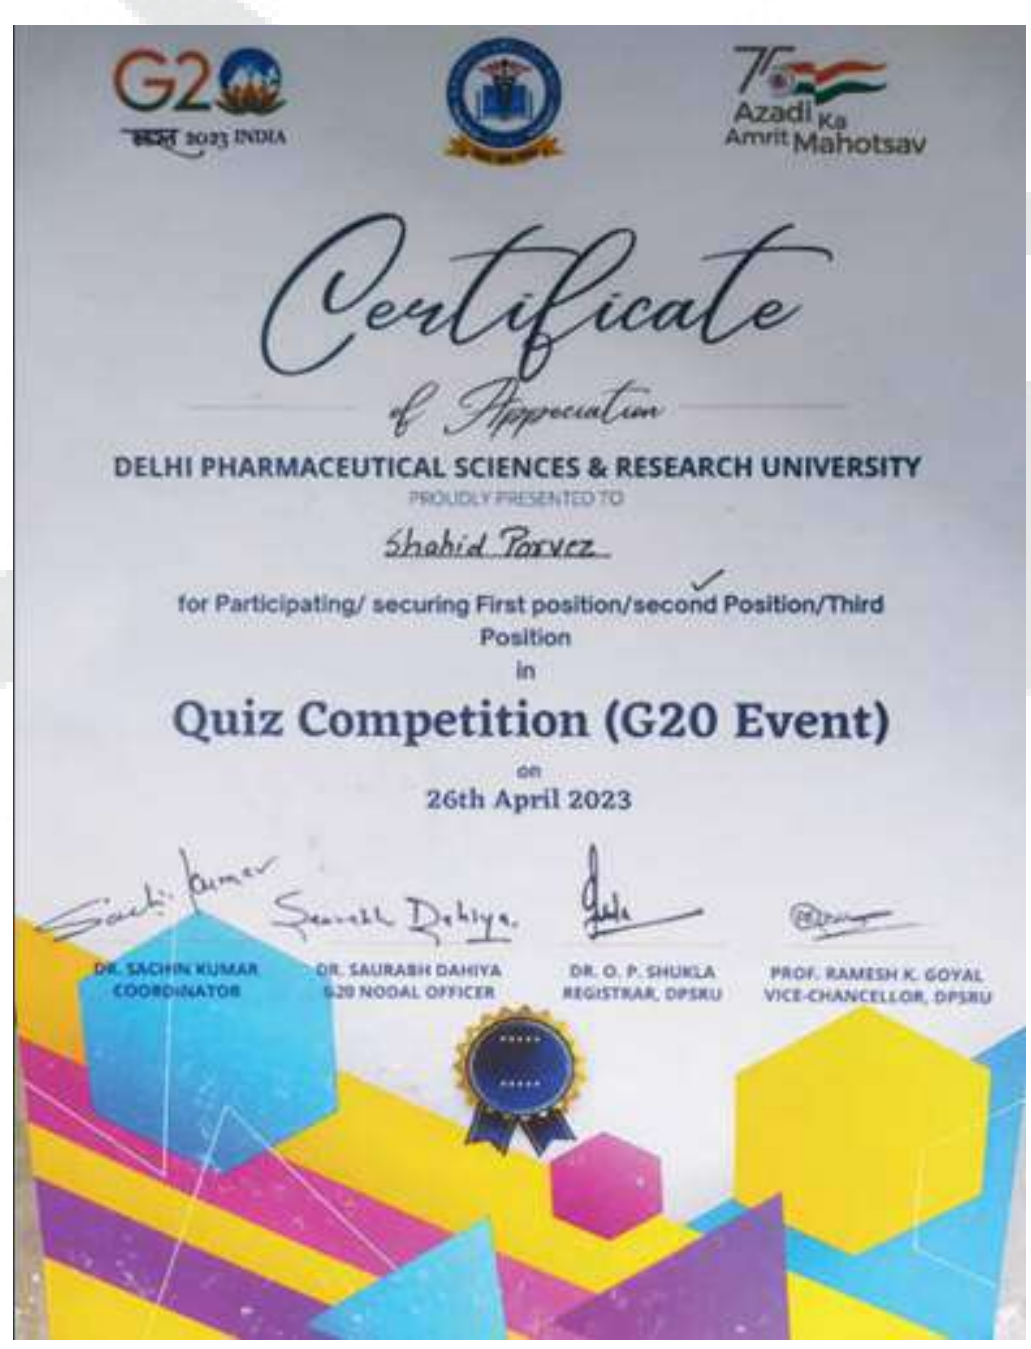 G20
2023 INDIA
75
Azadi Ka
Amrit Mahotsav
Certificate
of Appreciation
DELHI PHARMACEUTICAL SCIENCES & RESEARCH UNIVERSITY
PROUDLY PRESENTED TO
Shahid Parvez
for Participating/ securing First position/second Position/Third
Position
in
Quiz Competition (G20 Event)
on
26th April 2023
Sachin Kumar
Saurabh Dahiya
DR. SACHIN KUMAR
COORDINATOR
DR. SAURABH DAHIYA
G20 NODAL OFFICER
DR. O. P. SHUKLA
REGISTRAR, DPSRU
PROF. RAMESH K. GOYAL
VICE-CHANCELLOR, DPSRU